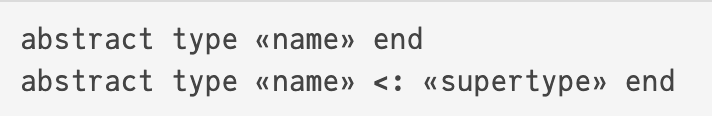 abstract type «name» end
abstract type «name» <: «supertype» end